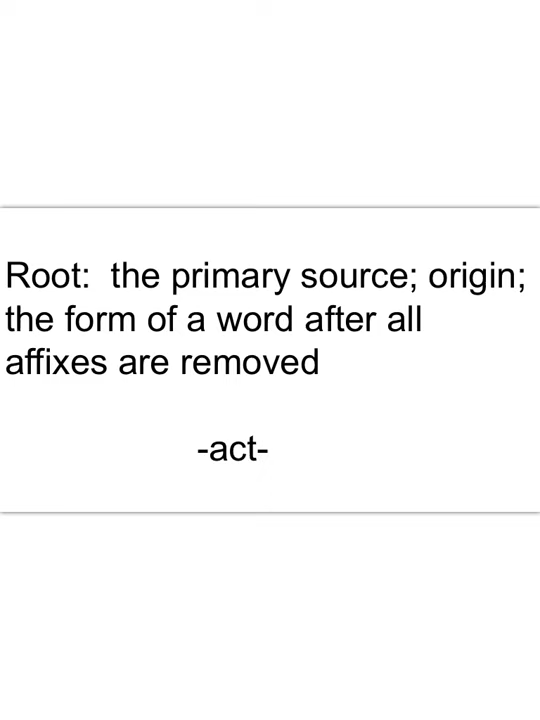 Root:  the primary source; origin;
the form of a word after all
affixes are removed
-act-